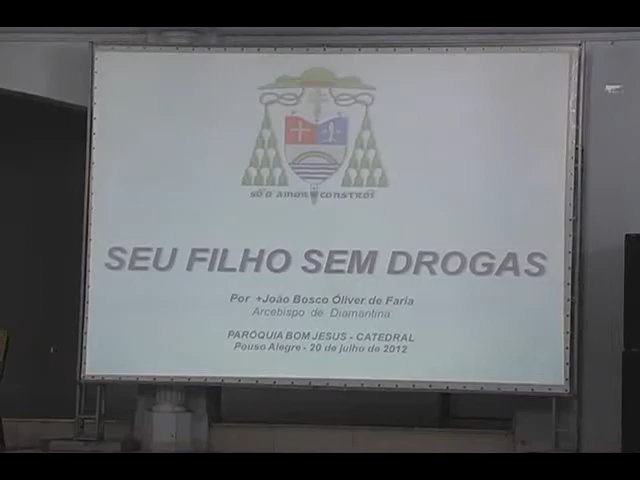 SÓ O AMOR CONSTRÓI
SEU FILHO SEM DROGAS
Por +João Bosco Óliver de Faria
Arcebispo de Diamantina
PARÓQUIA BOM JESUS - CATEDRAL
Pouso Alegre - 20 de julho de 2012